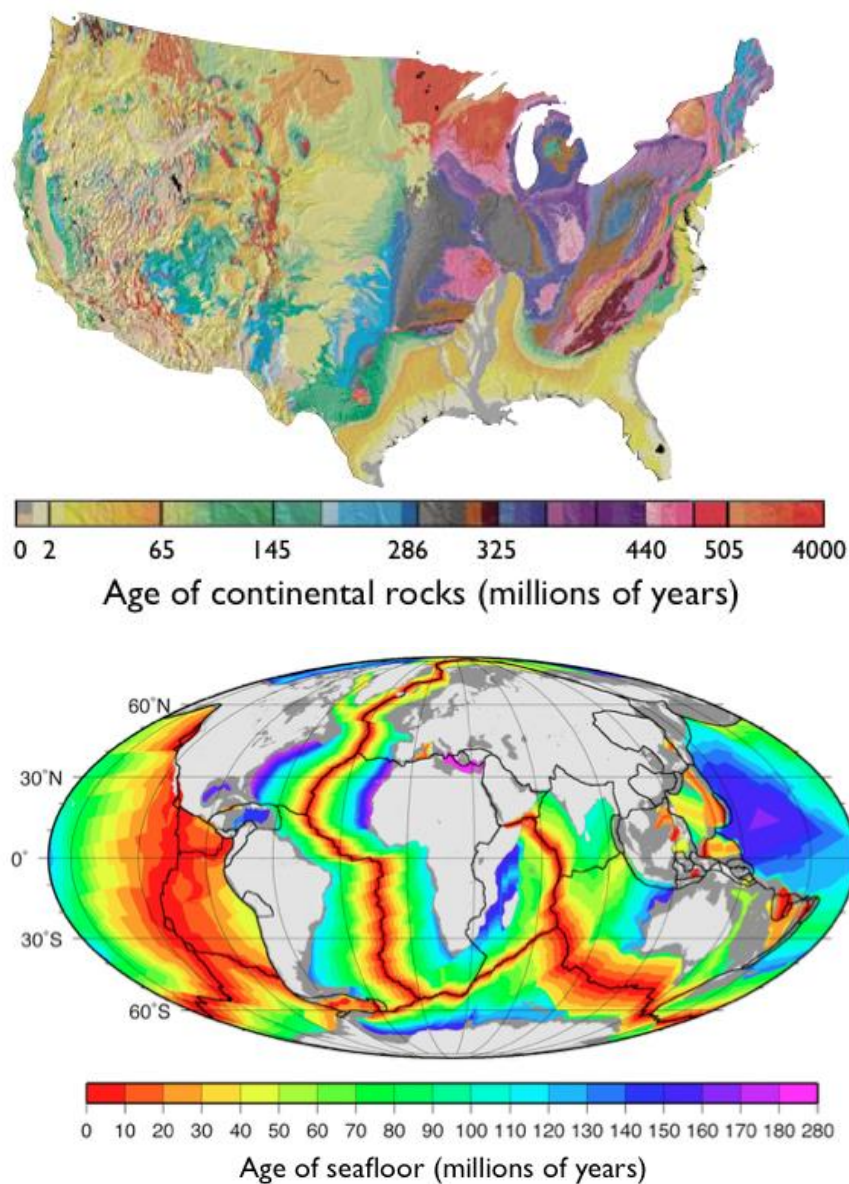 0 2 65 145 286 325 440 505 4000
Age of continental rocks (millions of years)
60°N
30°N
0°
30°S
60°S
0 10 20 30 40 50 60 70 80 90 100 110 120 130 140 150 160 170 180 280
Age of seafloor (millions of years)